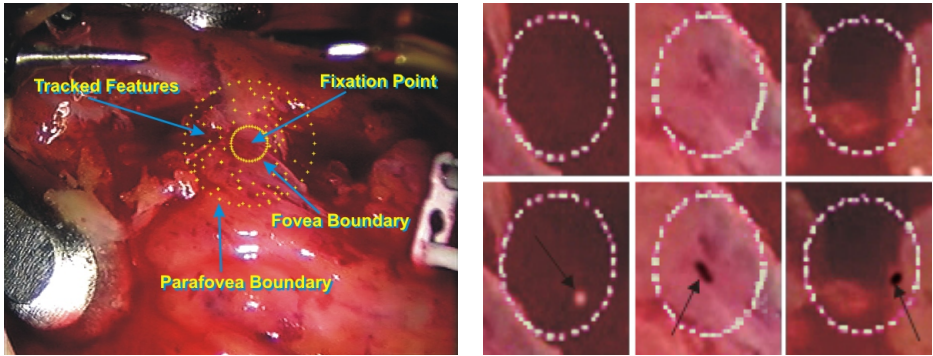 Tracked Features
Fixation Point
Fovea Boundary
Parafovea Boundary